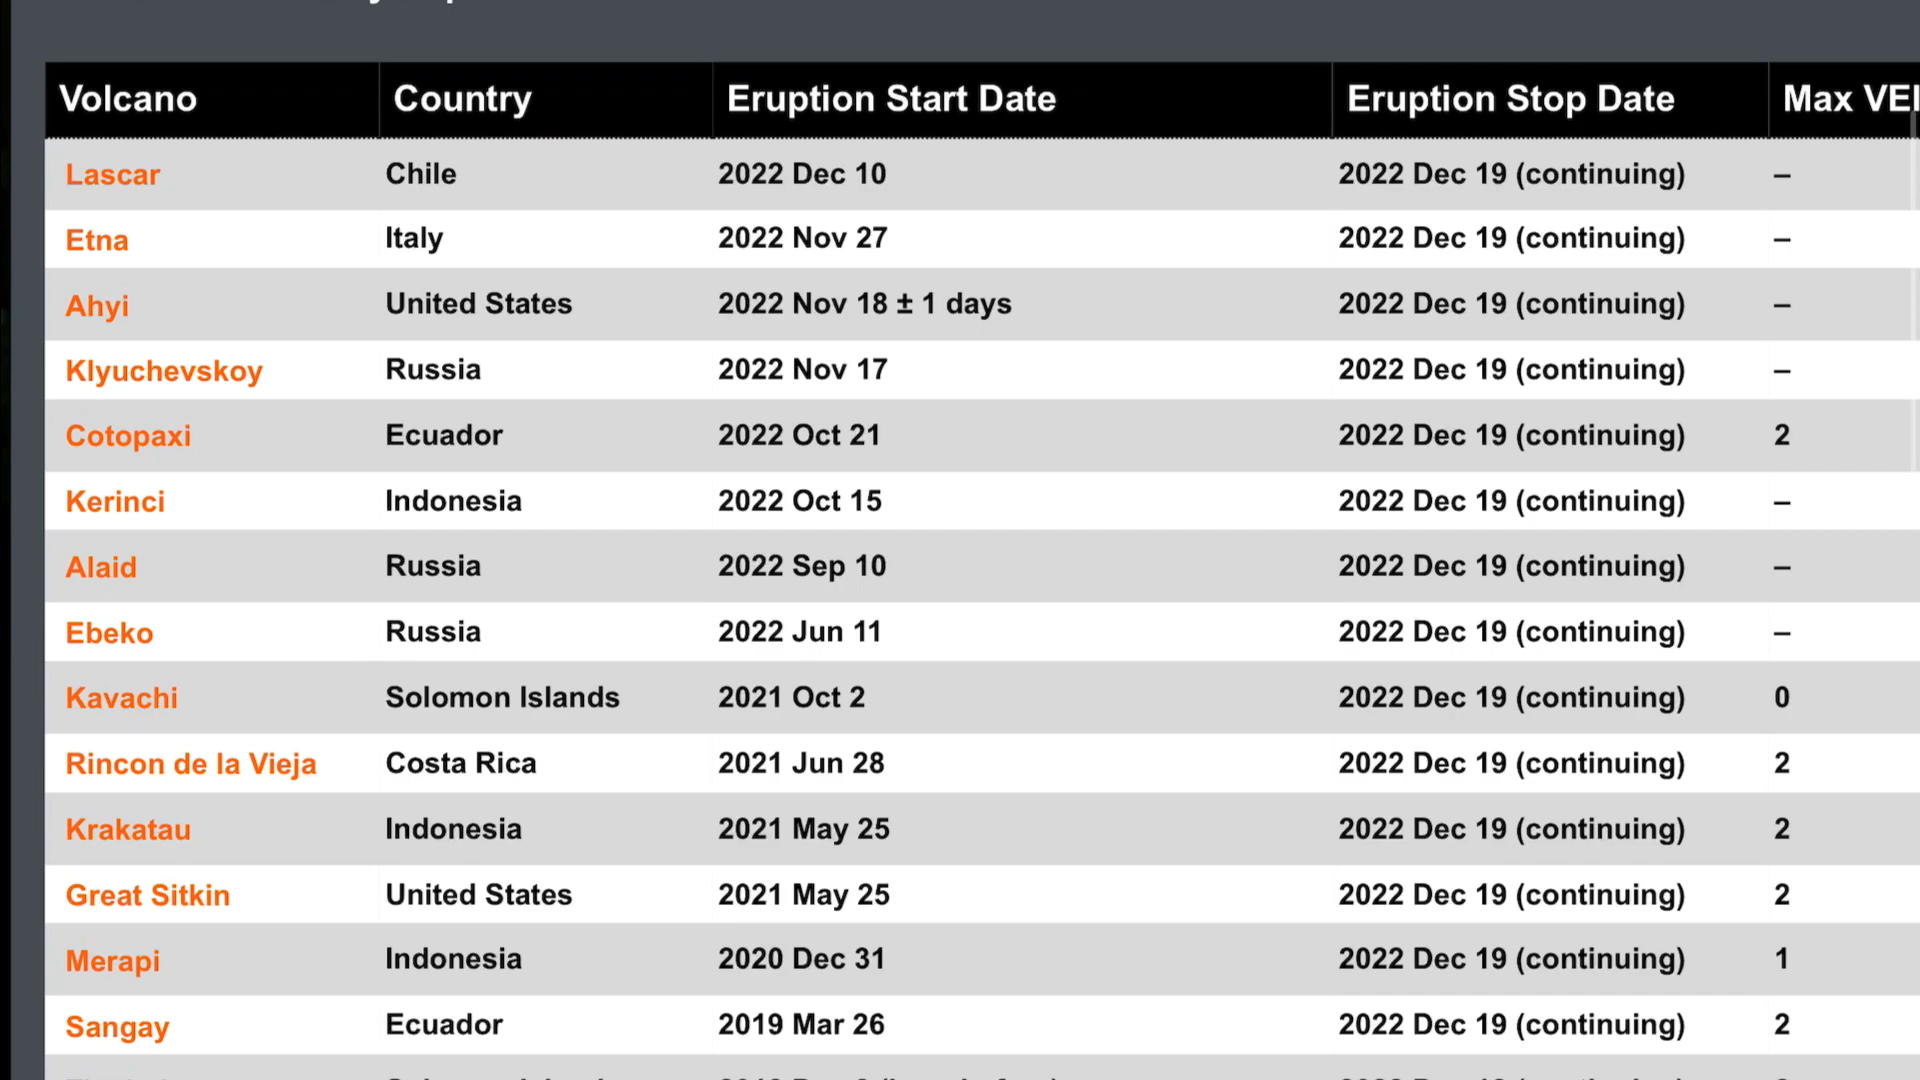 Volcano Country Eruption Start Date Eruption Stop Date Max VEI
Lascar Chile 2022 Dec 10 2022 Dec 19 (continuing) –
Etna Italy 2022 Nov 27 2022 Dec 19 (continuing) –
Ahyi United States 2022 Nov 18 ± 1 days 2022 Dec 19 (continuing) –
Klyuchevskoy Russia 2022 Nov 17 2022 Dec 19 (continuing) –
Cotopaxi Ecuador 2022 Oct 21 2022 Dec 19 (continuing) 2
Kerinci Indonesia 2022 Oct 15 2022 Dec 19 (continuing) –
Alaid Russia 2022 Sep 10 2022 Dec 19 (continuing) –
Ebeko Russia 2022 Jun 11 2022 Dec 19 (continuing) –
Kavachi Solomon Islands 2021 Oct 2 2022 Dec 19 (continuing) 0
Rincon de la Vieja Costa Rica 2021 Jun 28 2022 Dec 19 (continuing) 2
Krakatau Indonesia 2021 May 25 2022 Dec 19 (continuing) 2
Great Sitkin United States 2021 May 25 2022 Dec 19 (continuing) 2
Merapi Indonesia 2020 Dec 31 2022 Dec 19 (continuing) 1
Sangay Ecuador 2019 Mar 26 2022 Dec 19 (continuing) 2